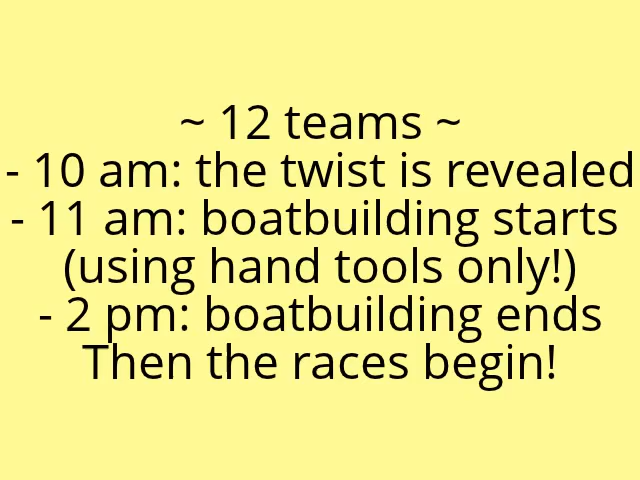 ~ 12 teams ~
- 10 am: the twist is revealed
- 11 am: boatbuilding starts
(using hand tools only!)
- 2 pm: boatbuilding ends
Then the races begin!